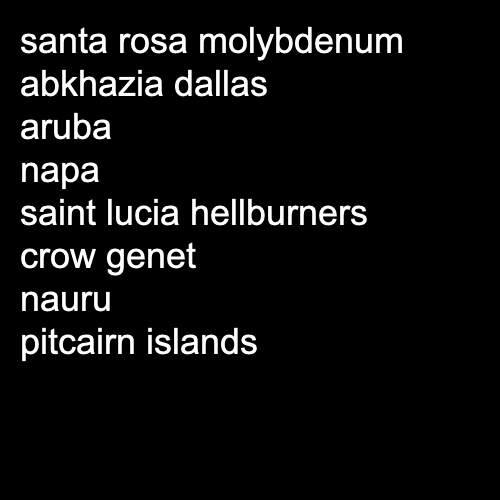 santa rosa molybdenum
abkhazia dallas
aruba
napa
saint lucia hellburners
crow genet
nauru
pitcairn islands